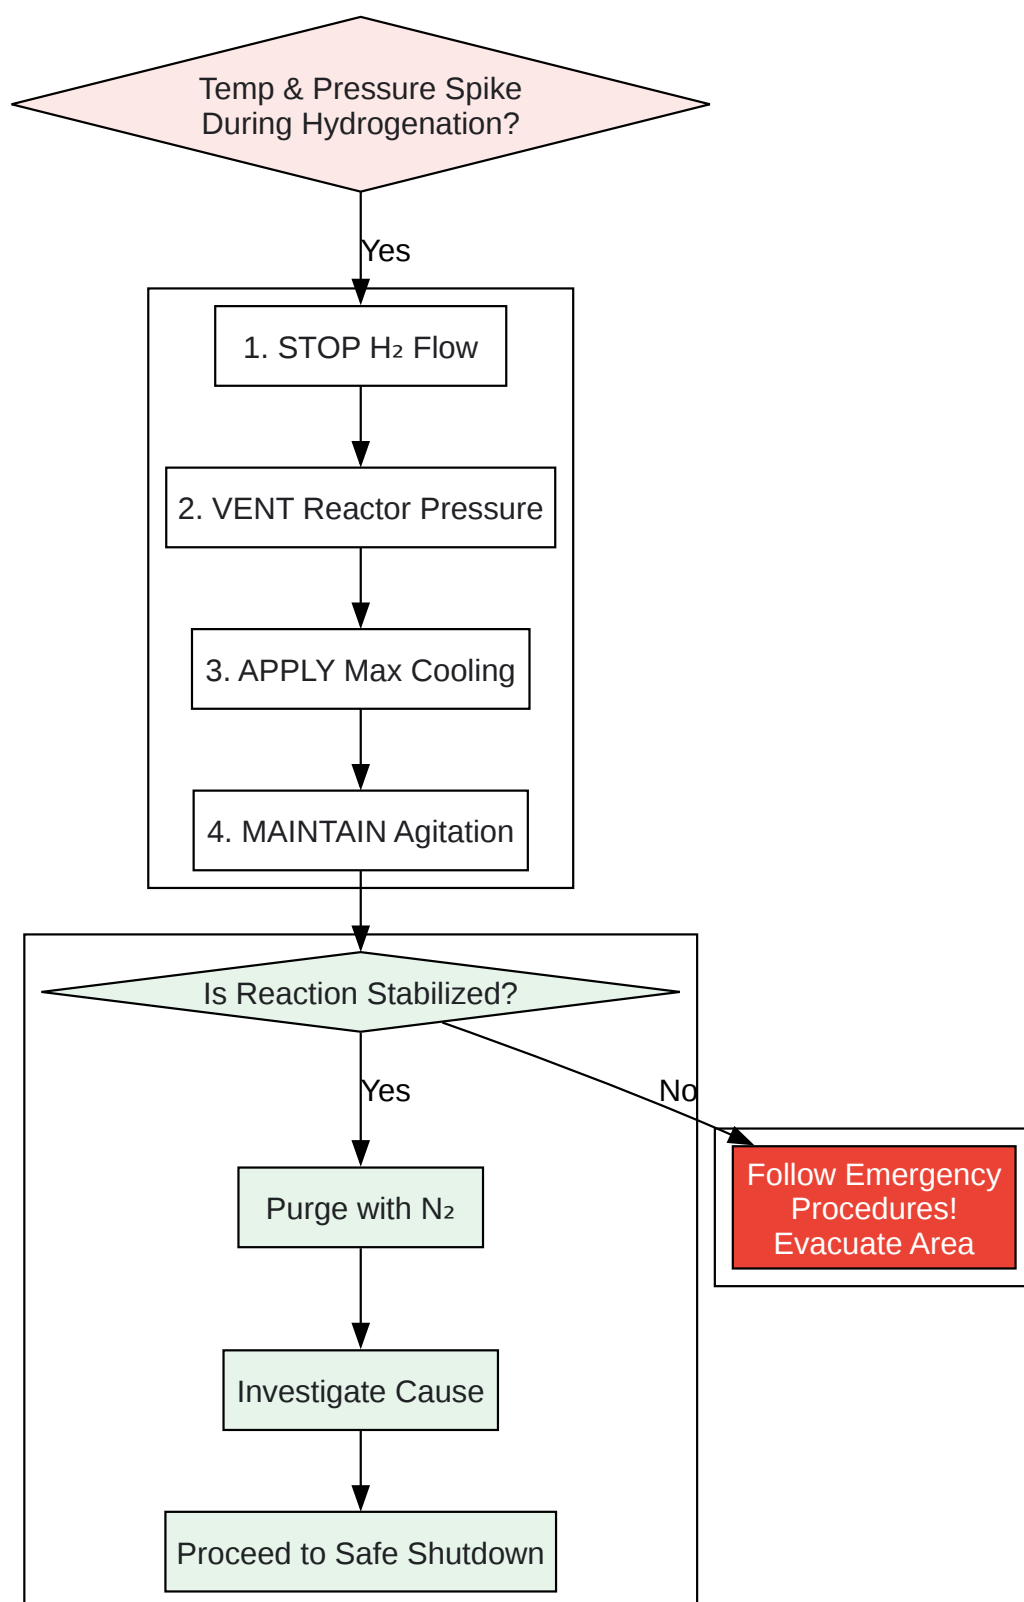 Temp & Pressure Spike
During Hydrogenation?
Yes
1. STOP H₂ Flow
2. VENT Reactor Pressure
3. APPLY Max Cooling
4. MAINTAIN Agitation
Is Reaction Stabilized?
Yes
No
Follow Emergency
Procedures!
Evacuate Area
Purge with N₂
Investigate Cause
Proceed to Safe Shutdown